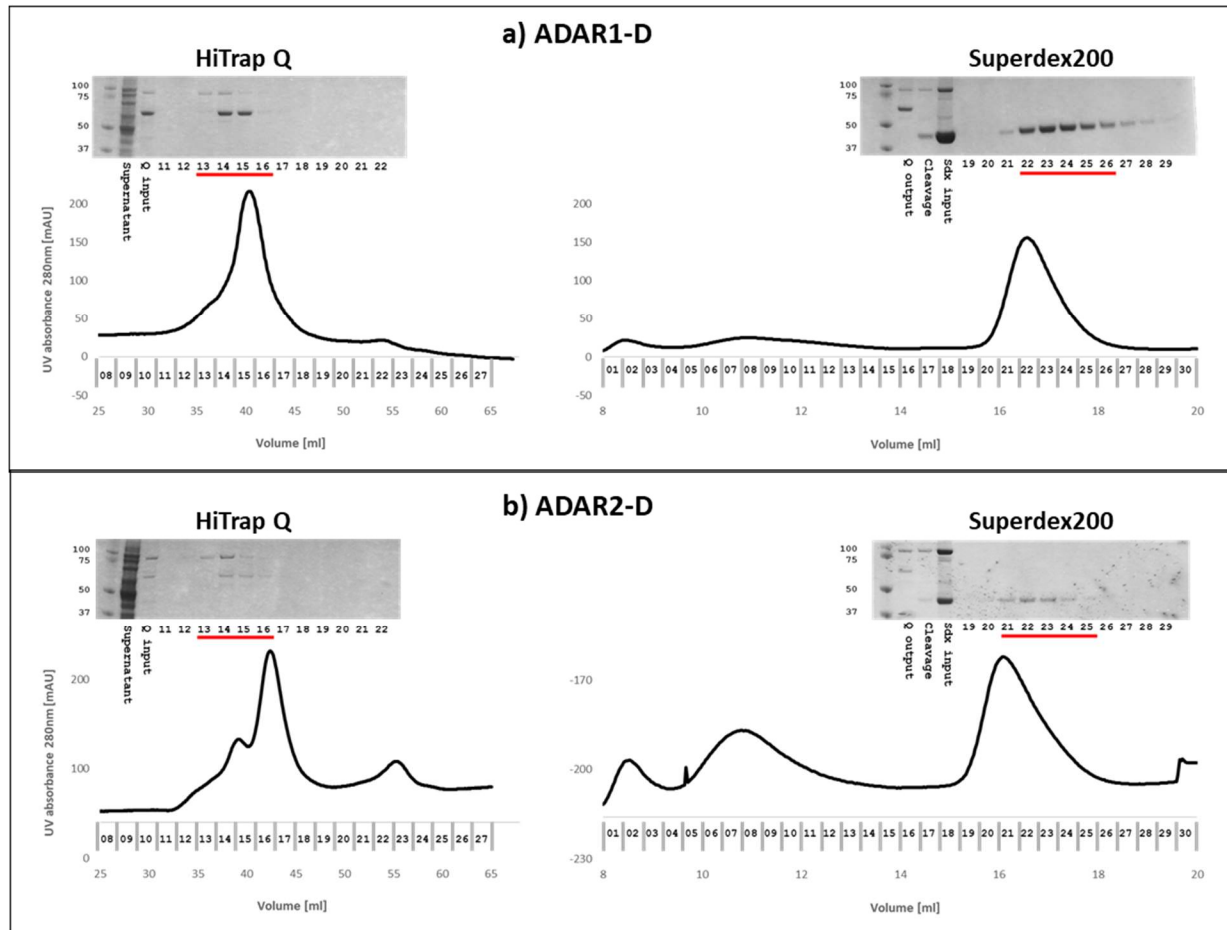 a) ADAR1-D
HiTrap Q
100
75
50
37
Supernatant
Q input
11 12 13 14 15 16 17 18 19 20 21 22
UV absorbance 280nm [mAU]
200
150
100
50
0
-50
08 09 10 11 12 13 14 15 16 17 18 19 20 21 22 23 24 25 26 27
25 30 35 40 45 50 55 60 65
Volume [ml]
Superdex200
100
75
50
37
Q output
Cleavage
Sdx input
19 20 21 22 23 24 25 26 27 28 29
200
150
100
50
0
-50
01 02 03 04 05 06 07 08 09 10 11 12 13 14 15 16 17 18 19 20 21 22 23 24 25 26 27 28 29 30
8 10 12 14 16 18 20
Volume [ml]
b) ADAR2-D
HiTrap Q
100
75
50
37
Supernatant
Q input
11 12 13 14 15 16 17 18 19 20 21 22
UV absorbance 280nm [mAU]
200
100
0
08 09 10 11 12 13 14 15 16 17 18 19 20 21 22 23 24 25 26 27
25 30 35 40 45 50 55 60 65
Volume [ml]
Superdex200
100
75
50
37
Q output
Cleavage
Sdx input
19 20 21 22 23 24 25 26 27 28 29
-170
-200
-230
01 02 03 04 05 06 07 08 09 10 11 12 13 14 15 16 17 18 19 20 21 22 23 24 25 26 27 28 29 30
8 10 12 14 16 18 20
Volume [ml]